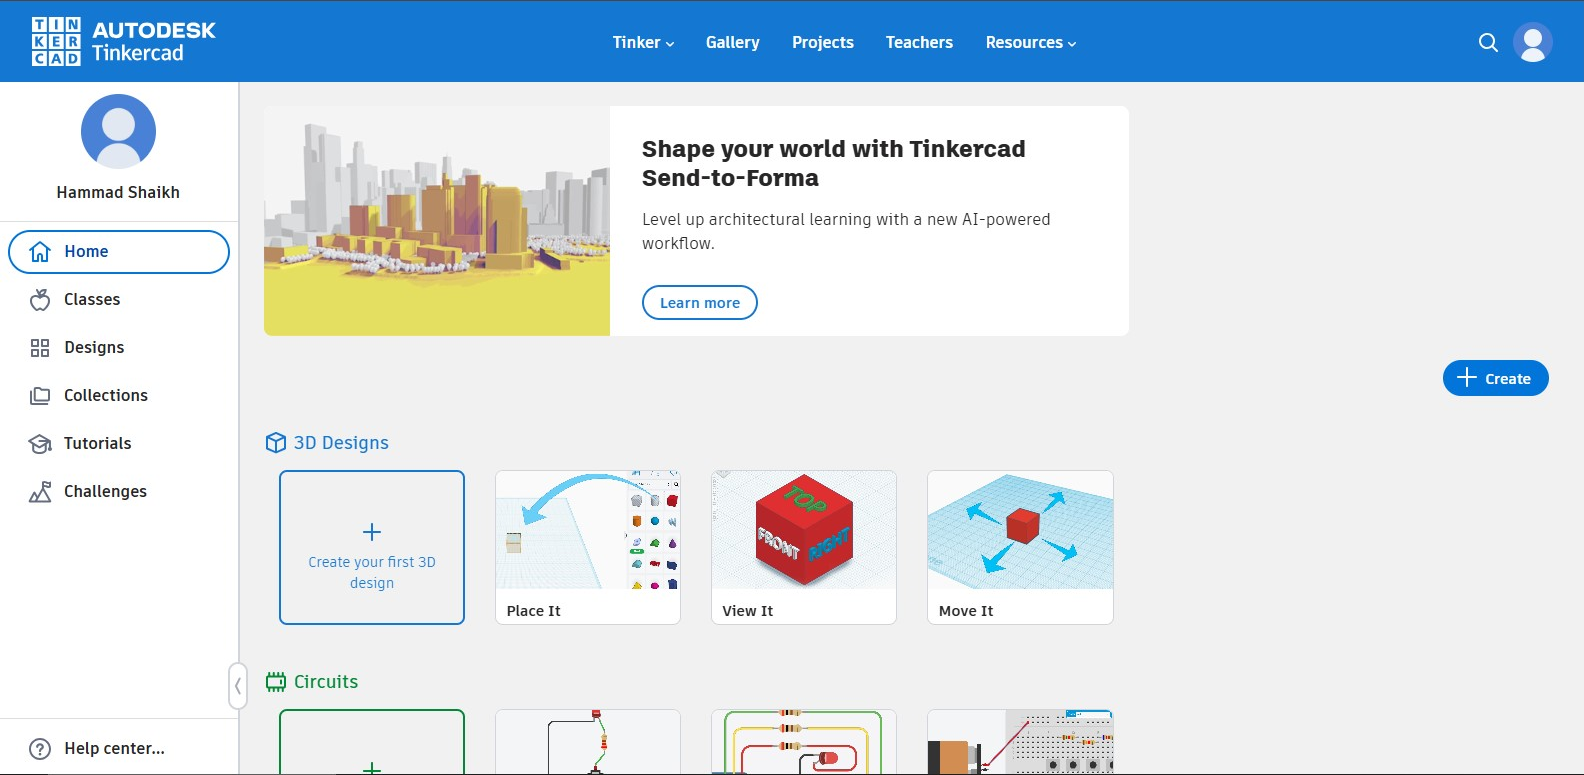 TIN
KER
CAD
AUTODESK
Tinkercad
Tinker
Gallery
Projects
Teachers
Resources
Hammad Shaikh
Home
Classes
Designs
Collections
Tutorials
Challenges
Help center...
Shape your world with Tinkercad
Send-to-Forma
Level up architectural learning with a new AI-powered
workflow.
Learn more
Create
3D Designs
Create your first 3D
design
Place It
TOP
FRONT
RIGHT
View It
Move It
Circuits